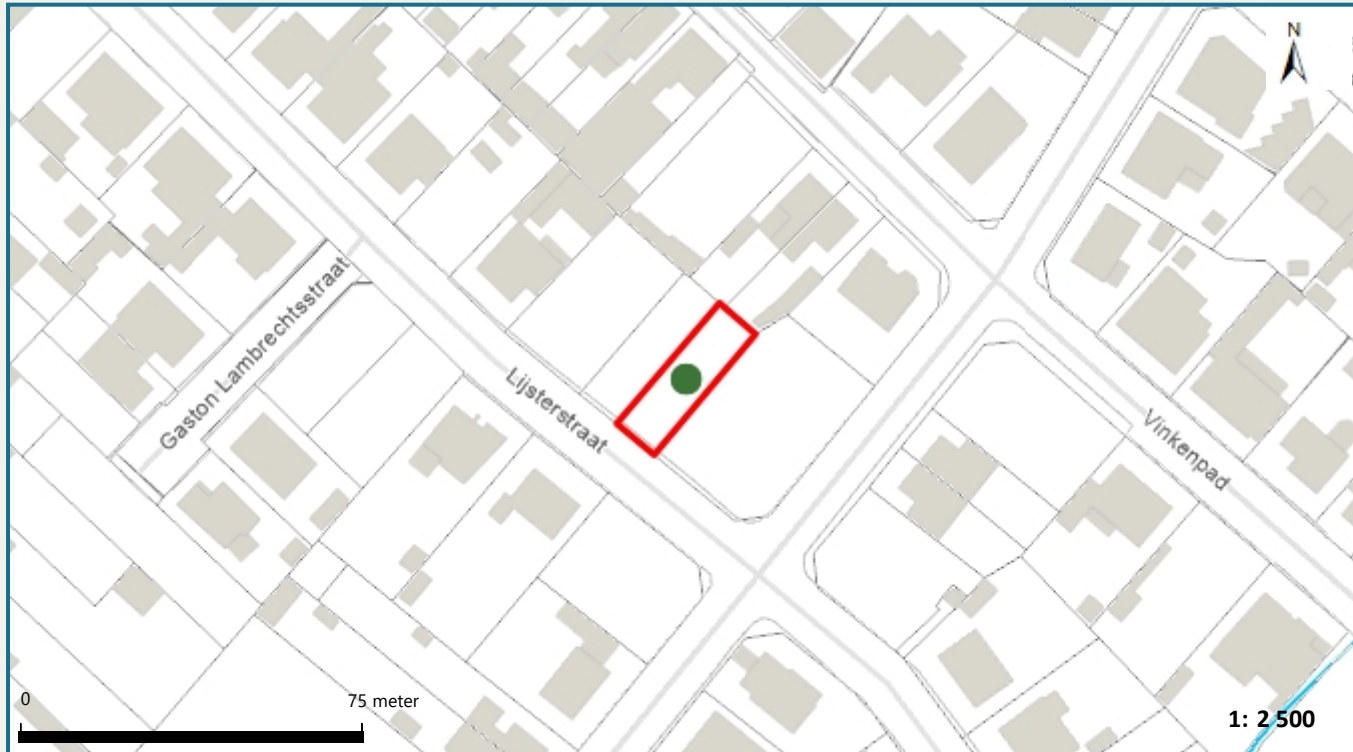 N
Gaston Lambrechtsstraat
Lijsterstraat
Vinkenpad
0
75 meter
1: 2 500